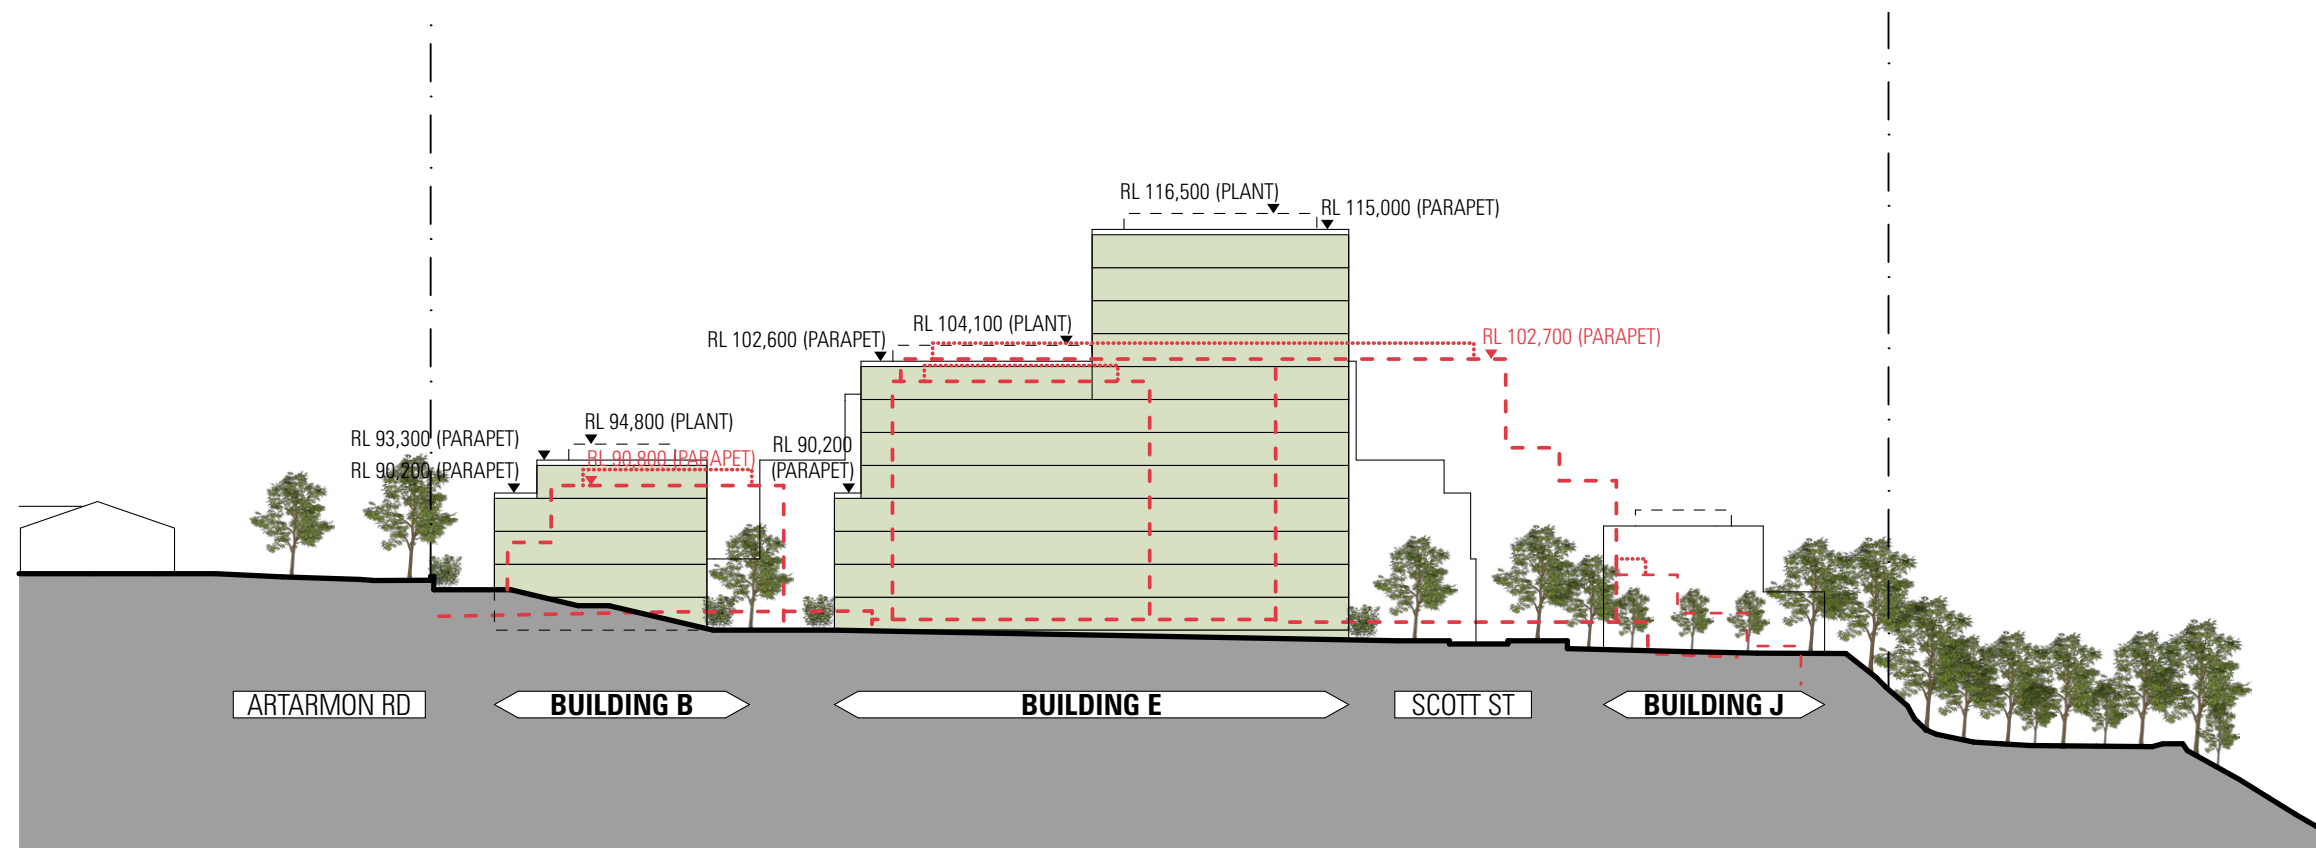 RL 116,500 (PLANT)
RL 115,000 (PARAPET)
RL 104,100 (PLANT)
RL 102,600 (PARAPET)
RL 102,700 (PARAPET)
RL 94,800 (PLANT)
RL 93,300 (PARAPET)
RL 90,800 (PARAPET)
RL 90,200
(PARAPET)
RL 90,200 (PARAPET)
ARTARMON RD
BUILDING B
BUILDING E
SCOTT ST
BUILDING J